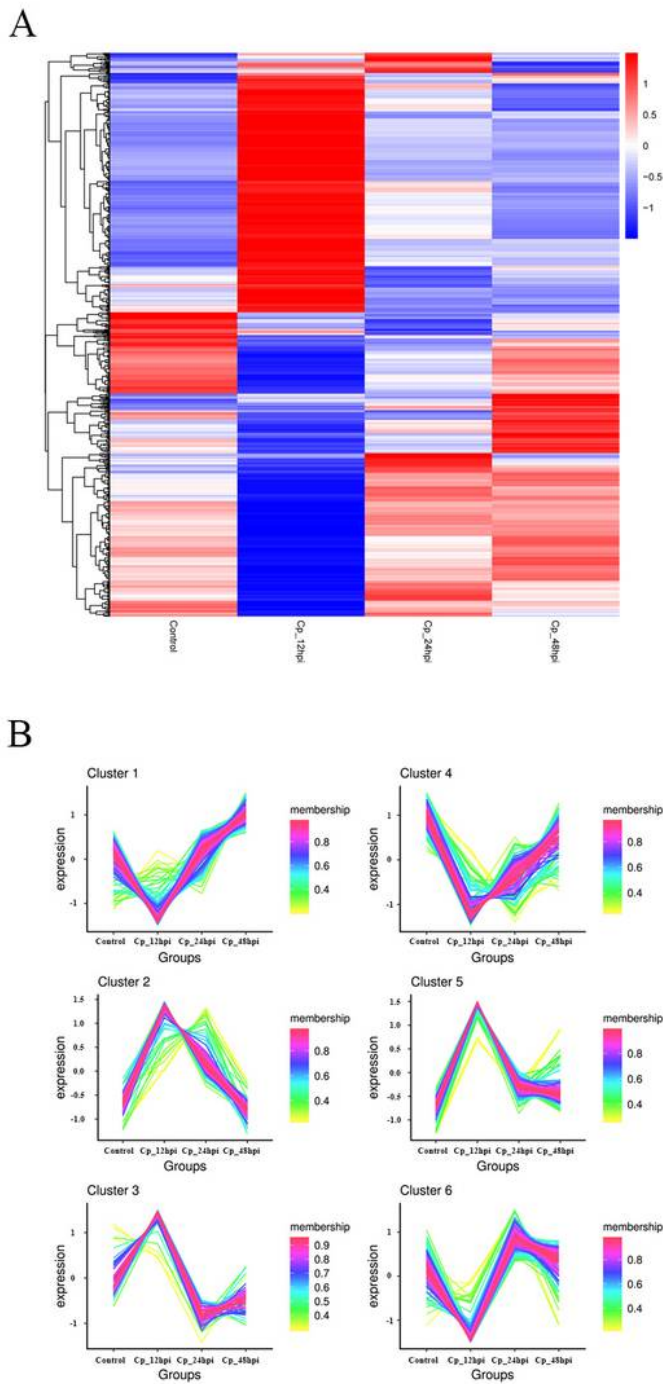 A
1
0.5
0
−0.5
−1
Control
Cp_12hpi
Cp_24hpi
Cp_48hpi
B
Cluster 1
expression
1
0
-1
Control Cp_12hpi Cp_24hpi Cp_48hpi
Groups
membership
0.8
0.6
0.4
Cluster 4
expression
1
0
-1
Control Cp_12hpi Cp_24hpi Cp_48hpi
Groups
membership
0.8
0.6
0.4
Cluster 2
expression
1.5
1.0
0.5
0.0
-0.5
-1.0
Control Cp_12hpi Cp_24hpi Cp_48hpi
Groups
membership
0.8
0.6
0.4
Cluster 5
expression
1.5
1.0
0.5
0.0
-0.5
-1.0
Control Cp_12hpi Cp_24hpi Cp_48hpi
Groups
membership
0.8
0.6
0.4
Cluster 3
expression
1
0
-1
Control Cp_12hpi Cp_24hpi Cp_48hpi
Groups
membership
0.9
0.8
0.7
0.6
0.5
0.4
Cluster 6
expression
1
0
-1
Control Cp_12hpi Cp_24hpi Cp_48hpi
Groups
membership
0.8
0.6
0.4